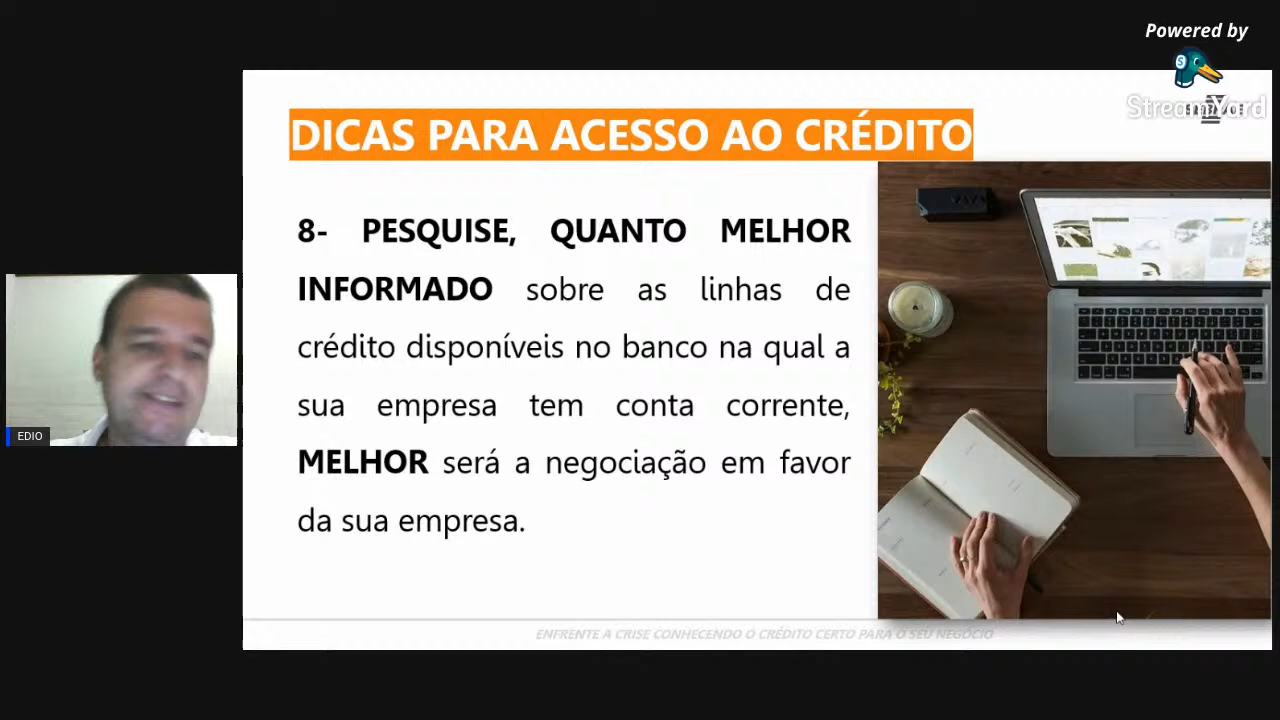 Powered by
StreamYard
DICAS PARA ACESSO AO CRÉDITO
8- PESQUISE, QUANTO MELHOR
INFORMADO sobre as linhas de
crédito disponíveis no banco na qual a
sua empresa tem conta corrente,
MELHOR será a negociação em favor
da sua empresa.
EDIO
ENFRENTE A CRISE CONHECENDO O CRÉDITO CERTO PARA O SEU NEGÓCIO